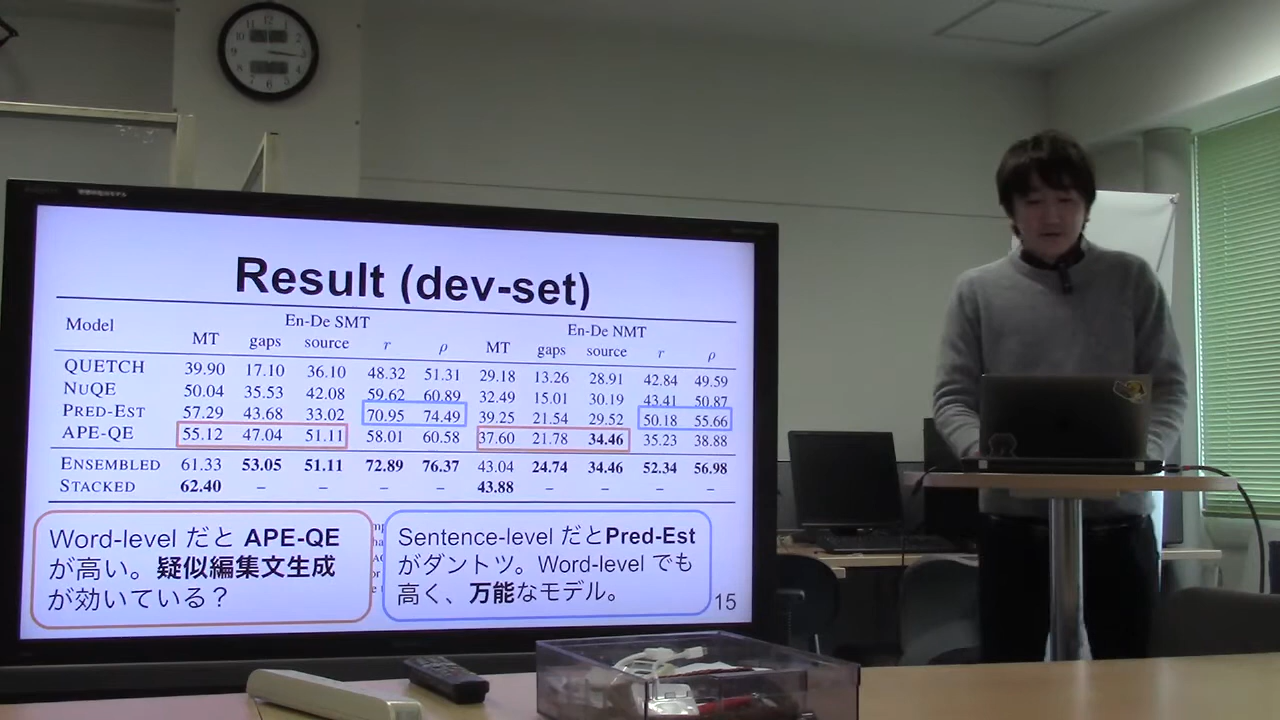 Result (dev-set)
En-De SMT En-De NMT
Model MT gaps source r ρ MT gaps source r ρ
QUETCH 39.90 17.10 36.10 48.32 51.31 29.18 13.26 28.91 42.84 49.59
NUQE 50.04 35.53 42.08 59.62 60.89 32.49 15.01 30.19 43.41 50.87
PRED-EST 57.29 43.68 33.02 70.95 74.49 39.25 21.54 29.52 50.18 55.66
APE-QE 55.12 47.04 51.11 58.01 60.58 37.60 21.78 34.46 35.23 38.88
ENSEMBLED 61.33 53.05 51.11 72.89 76.37 43.04 24.74 34.46 52.34 56.98
STACKED 62.40 – – – – 43.88 – – – –
Word-level だと APE-QE
が高い。疑似編集文生成
が効いている？
Sentence-level だとPred-Est
がダントツ。Word-level でも
高く、万能なモデル。
15